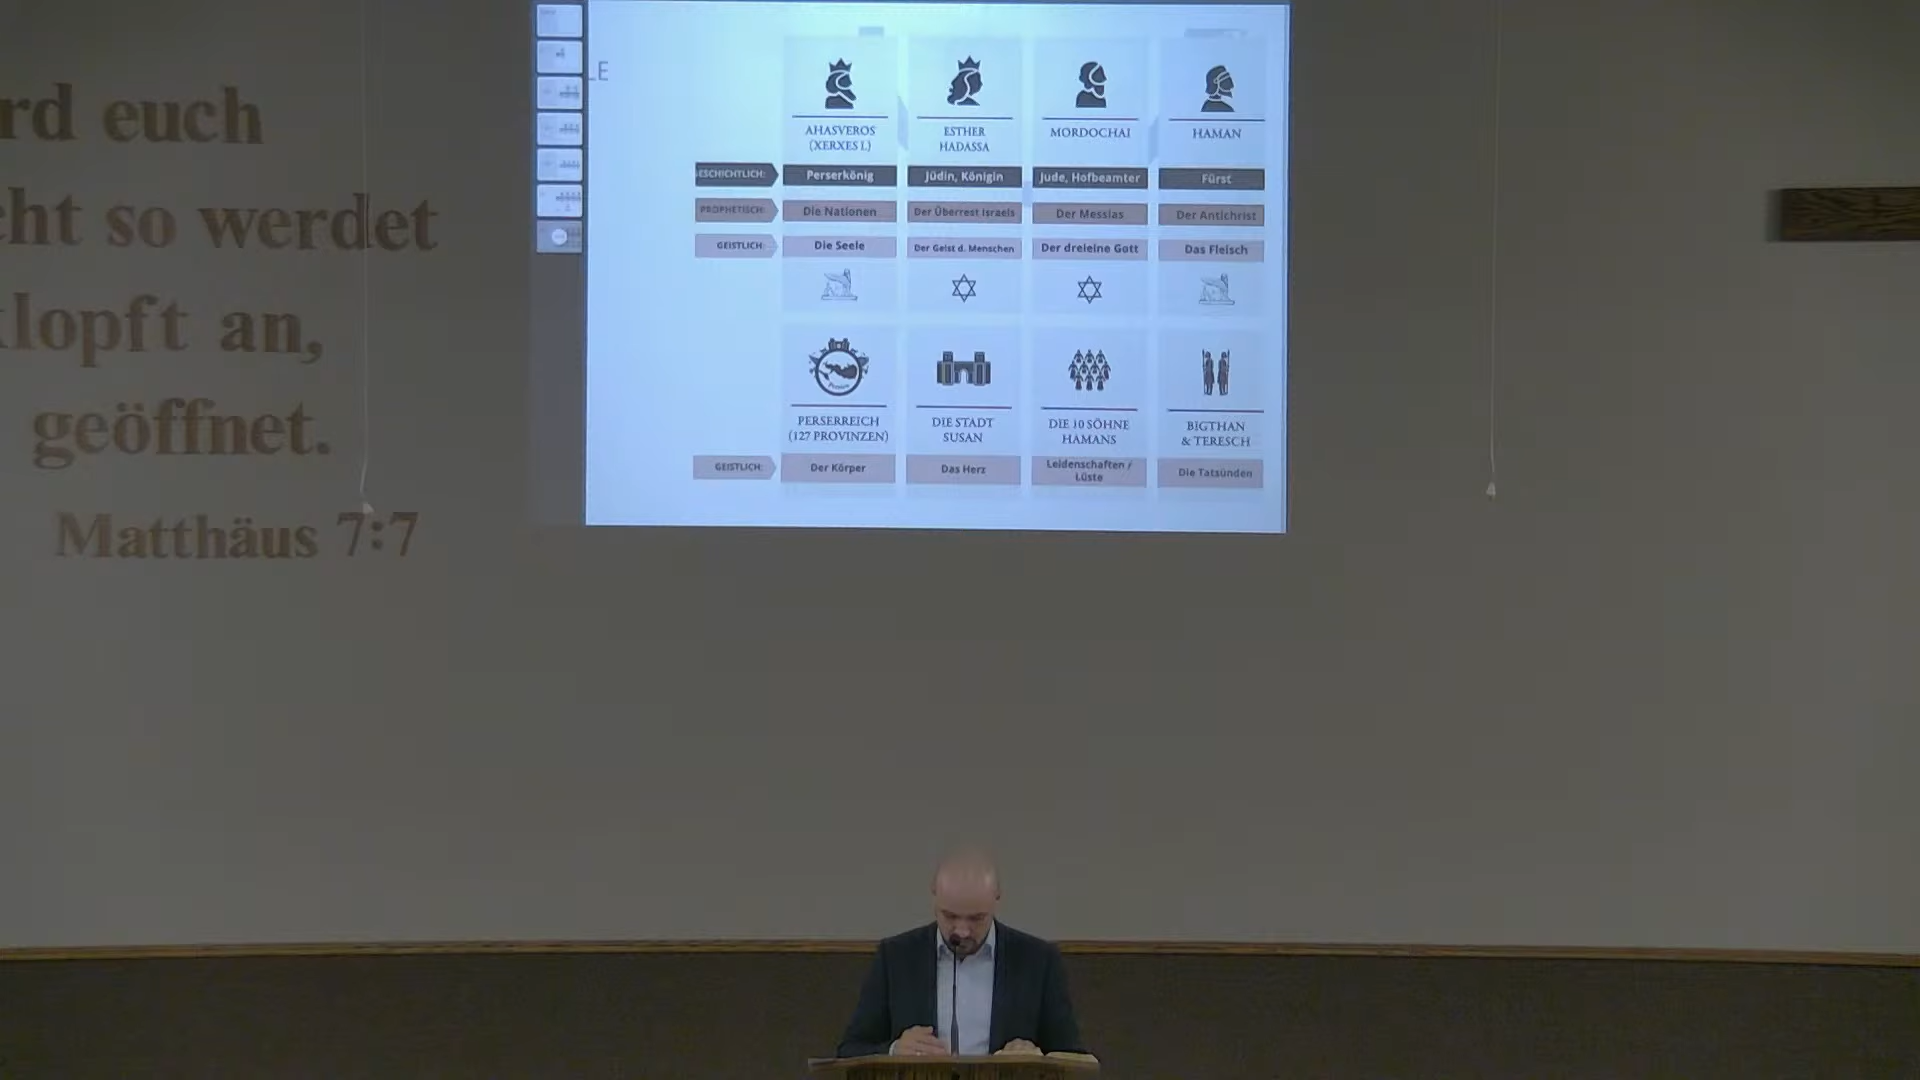 rd euch
cht so werdet
klopft an,
geöffnet.
Matthäus 7:7
LE
AHASVEROS
(XERXES I.)
ESTHER
HADASSA
MORDOCHAI
HAMAN
GESCHICHTLICH:
Perserkönig
Jüdin, Königin
Jude, Hofbeamter
Fürst
PROPHETISCH:
Die Nationen
Der Überrest Israels
Der Messias
Der Antichrist
GEISTLICH:
Die Seele
Der Geist d. Menschen
Der dreieine Gott
Das Fleisch
PERSERREICH
(127 PROVINZEN)
DIE STADT
SUSAN
DIE 10 SÖHNE
HAMANS
BIGTHAN
& TERESCH
GEISTLICH:
Der Körper
Das Herz
Leidenschaften /
Lüste
Die Tatsünden